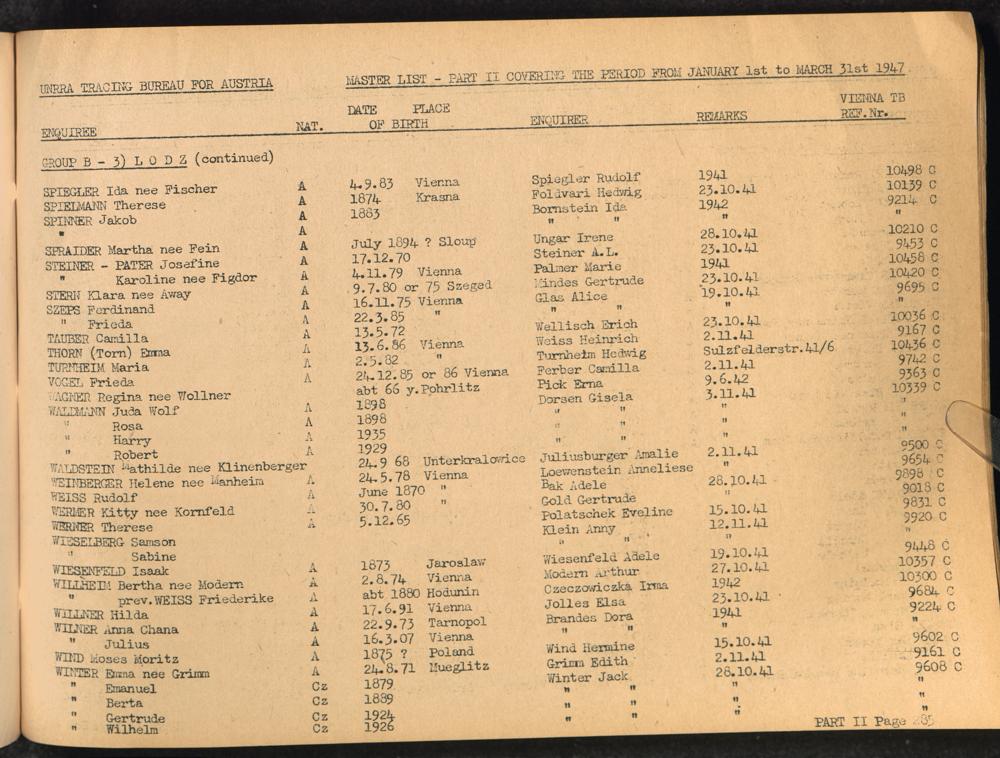 UNRRA TRACING BUREAU FOR AUSTRIA MASTER LIST - PART II COVERING THE PERIOD FROM JANUARY 1st to MARCH 31st 1947
ENQUIREE NAT. DATE PLACE OF BIRTH ENQUIRER REMARKS VIENNA TB REF.Nr.
GROUP B - 3) L O D Z (continued)
SPIEGLER Ida nee Fischer A 4.9.83 Vienna Spiegler Rudolf 1941 10498 C
SPIELMANN Therese A 1874 Krasna Foldvari Hedwig 23.10.41 10139 C
SPINNER Jakob A 1883 Bornstein Ida 1942 9214 C
" A " " " "
SPRAIDER Martha nee Fein A July 1894 ? Sloup Ungar Irene 28.10.41 10210 C
STEINER - PATER Josefine A 17.12.70 Steiner A.L. 23.10.41 9453 C
" Karoline nee Figdor A 4.11.79 Vienna Palmer Marie 1941 10458 C
STERN Klara nee Away A 9.7.80 or 75 Szeged Mindes Gertrude 23.10.41 10420 C
SZEPS Ferdinand A 16.11.75 Vienna Glas Alice 19.10.41 9695 C
" Frieda A 22.3.85 " " " " "
TAUBER Camilla A 13.5.72 Wellisch Erich 23.10.41 10036 C
THORN (Torn) Emma A 13.6.86 Vienna Weiss Heinrich 2.11.41 9167 C
TURNHEIM Maria A 2.5.82 " Turnheim Hedwig Sulzfelderstr.41/6 10436 C
VOGEL Frieda A 24.12.85 or 86 Vienna Ferber Camilla 2.11.41 9742 C
WAGNER Regina nee Wollner abt 66 y.Pohrlitz Pick Erna 9.6.42 9363 C
WALDMANN Juda Wolf A 1898 Dorsen Gisela 3.11.41 10339 C
" Rosa A 1898 " " " "
" Harry A 1935 " " " "
" Robert A 1929 " " " "
WALDSTEIN Mathilde nee Klinenberger 24.9 68 Unterkralowice Juliusburger Amalie 2.11.41 9500 C
WEINBERGER Helene nee Manheim A 24.5.78 Vienna Loewenstein Anneliese " 9654 C
WEISS Rudolf A June 1870 " Bak Adele 28.10.41 9898 C
WERMER Kitty nee Kornfeld A 30.7.80 " Gold Gertrude " 9018 C
WERNER Therese A 5.12.65 Polatschek Eveline 15.10.41 9831 C
WIESELBERG Samson Klein Anny 12.11.41 9920 C
" Sabine " " " "
WIESENFELD Isaak A 1873 Jaroslaw Wiesenfeld Adele 19.10.41 9448 C
WILLHEIM Bertha nee Modern A 2.8.74 Vienna Modern Arthur 27.10.41 10357 C
" prev.WEISS Friederike A abt 1880 Hodunin Czeczowiczka Irma 1942 10300 C
WILLNER Hilda A 17.6.91 Vienna Jolles Elsa 23.10.41 9684 C
WILNER Anna Chana A 22.9.73 Tarnopol Brandes Dora 1941 9224 C
" Julius A 16.3.07 Vienna " " " "
WIND Moses Moritz A 1875 ? Poland Wind Hermine 15.10.41 9602 C
WINTER Emma nee Grimm A 24.8.71 Mueglitz Grimm Edith 2.11.41 9161 C
" Emanuel Cz 1879 Winter Jack 28.10.41 9608 C
" Berta Cz 1889 " " " "
" Gertrude Cz 1924 " " " "
" Wilhelm Cz 1926 " " " "
PART II Page